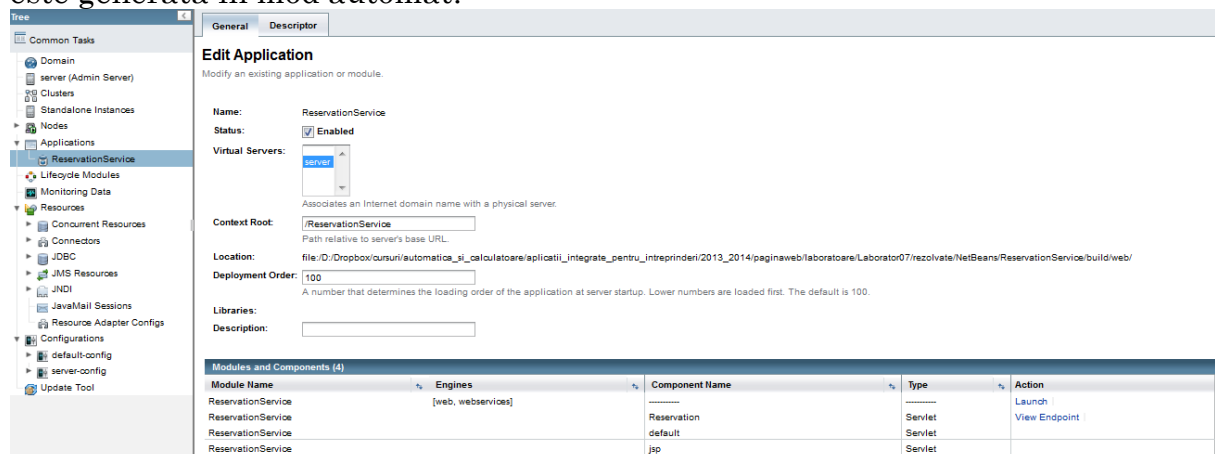 este generată în mod automat.
Tree
Common Tasks
Domain
server (Admin Server)
Clusters
Standalone Instances
Nodes
Applications
ReservationService
Lifecycle Modules
Monitoring Data
Resources
Concurrent Resources
Connectors
JDBC
JMS Resources
JNDI
JavaMail Sessions
Resource Adapter Configs
Configurations
default-config
server-config
Update Tool
General Descriptor
Edit Application
Modify an existing application or module.
Name: ReservationService
Status: Enabled
Virtual Servers: server
Associates an Internet domain name with a physical server.
Context Root: /ReservationService
Path relative to server's base URL.
Location: file:/D:/Dropbox/cursuri/automatica_si_calculatoare/aplicatii_integrate_pentru_intreprinderi/2013_2014/paginaweb/laboratoare/Laborator07/rezolvate/NetBeans/ReservationService/build/web/
Deployment Order: 100
A number that determines the loading order of the application at server startup. Lower numbers are loaded first. The default is 100.
Libraries:
Description:
Modules and Components (4)
Module Name Engines Component Name Type Action
ReservationService [web, webservices] ----------- ----------- Launch
ReservationService Reservation Servlet View Endpoint
ReservationService default Servlet
ReservationService jsp Servlet